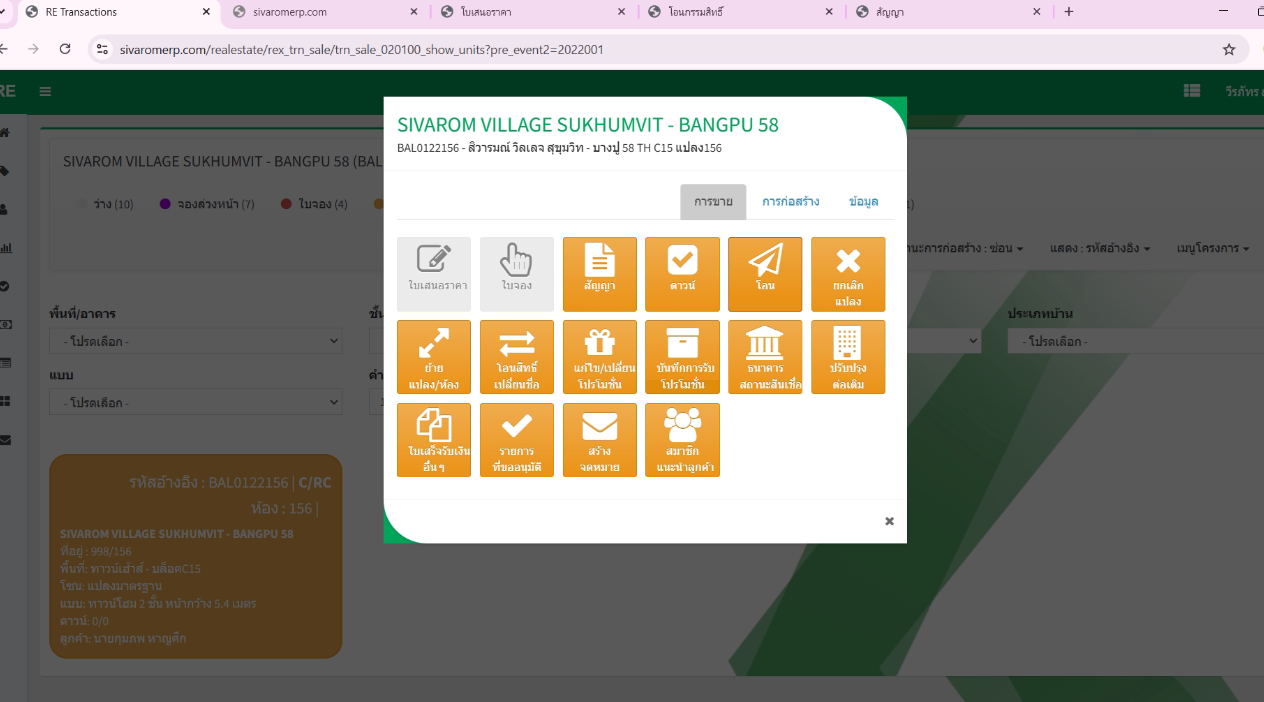 RE Transactions
sivaromerp.com
ใบเสนอราคา
โอนกรรมสิทธิ์
สัญญา
sivaromerp.com/realestate/rex_trn_sale/trn_sale_020100_show_units?pre_event2=2022001
RE
วีรภัทร
SIVAROM VILLAGE SUKHUMVIT - BANGPU 58 (BAL
ว่าง (10)
จองล่วงหน้า (7)
ใบจอง (4)
1)
นะการก่อสร้าง : ซ่อน
แสดง : รหัสอ้างอิง
เมนูโครงการ
พื้นที่/อาคาร
ชั้น
ประเภทบ้าน
- โปรดเลือก -
- โปรดเลือก -
แบบ
- โปรดเลือก -
รหัสอ้างอิง : BAL0122156 | C/RC
ห้อง : 156 |
SIVAROM VILLAGE SUKHUMVIT - BANGPU 58
ที่อยู่ : 998/156
พื้นที่: ทาวน์เฮ้าส์ - บล็อคC15
โซน: แปลงมาตรฐาน
แบบ: ทาวน์โฮม 2 ชั้น หน้ากว้าง 5.4 เมตร
ดาวน์: 0/0
ลูกค้า: นายกุมภพ หาญศึก
SIVAROM VILLAGE SUKHUMVIT - BANGPU 58
BAL0122156 - สิวารมณ์ วิลเลจ สุขุมวิท - บางปู 58 TH C15 แปลง156
การขาย
การก่อสร้าง
ข้อมูล
ใบเสนอราคา
ใบจอง
สัญญา
ดาวน์
โอน
ยกเลิก
แปลง
ย้าย
แปลง/ห้อง
โอนสิทธิ์
เปลี่ยนชื่อ
แก้ไข/เปลี่ยน
โปรโมชั่น
บันทึกการรับ
โปรโมชั่น
ธนาคาร
สถานะสินเชื่อ
ปรับปรุง
ต่อเติม
ใบเสร็จรับเงิน
อื่น ๆ
รายการ
ที่ขออนุมัติ
สร้าง
จดหมาย
สมาชิก
แนะนำลูกค้า